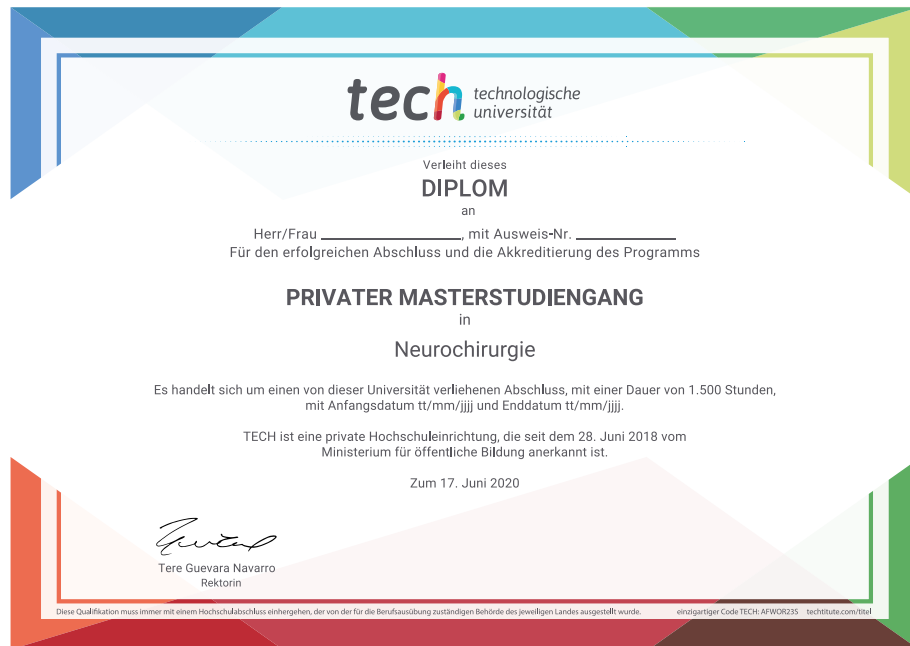 tech technologische
universität
Verleiht dieses
DIPLOM
an
Herr/Frau ____________________, mit Ausweis-Nr. ______________
Für den erfolgreichen Abschluss und die Akkreditierung des Programms
PRIVATER MASTERSTUDIENGANG
in
Neurochirurgie
Es handelt sich um einen von dieser Universität verliehenen Abschluss, mit einer Dauer von 1.500 Stunden,
mit Anfangsdatum tt/mm/jjjj und Enddatum tt/mm/jjjj.
TECH ist eine private Hochschuleinrichtung, die seit dem 28. Juni 2018 vom
Ministerium für öffentliche Bildung anerkannt ist.
Zum 17. Juni 2020
Tere Guevara Navarro
Rektorin
Diese Qualifikation muss immer mit einem Hochschulabschluss einhergehen, der von der für die Berufsausübung zuständigen Behörde des jeweiligen Landes ausgestellt wurde. einzigartiger Code TECH: AFWOR23S techtitute.com/titel